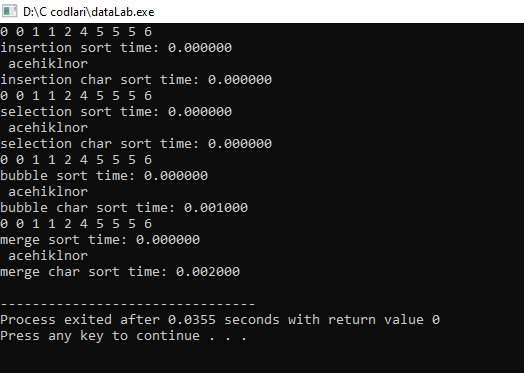 D:\C codlari\dataLab.exe
0 0 1 1 2 4 5 5 5 6
insertion sort time: 0.000000
 acehiklnor
insertion char sort time: 0.000000
0 0 1 1 2 4 5 5 5 6
selection sort time: 0.000000
 acehiklnor
selection char sort time: 0.000000
0 0 1 1 2 4 5 5 5 6
bubble sort time: 0.000000
 acehiklnor
bubble char sort time: 0.001000
0 0 1 1 2 4 5 5 5 6
merge sort time: 0.000000
 acehiklnor
merge char sort time: 0.002000
--------------------------------
Process exited after 0.0355 seconds with return value 0
Press any key to continue . . .